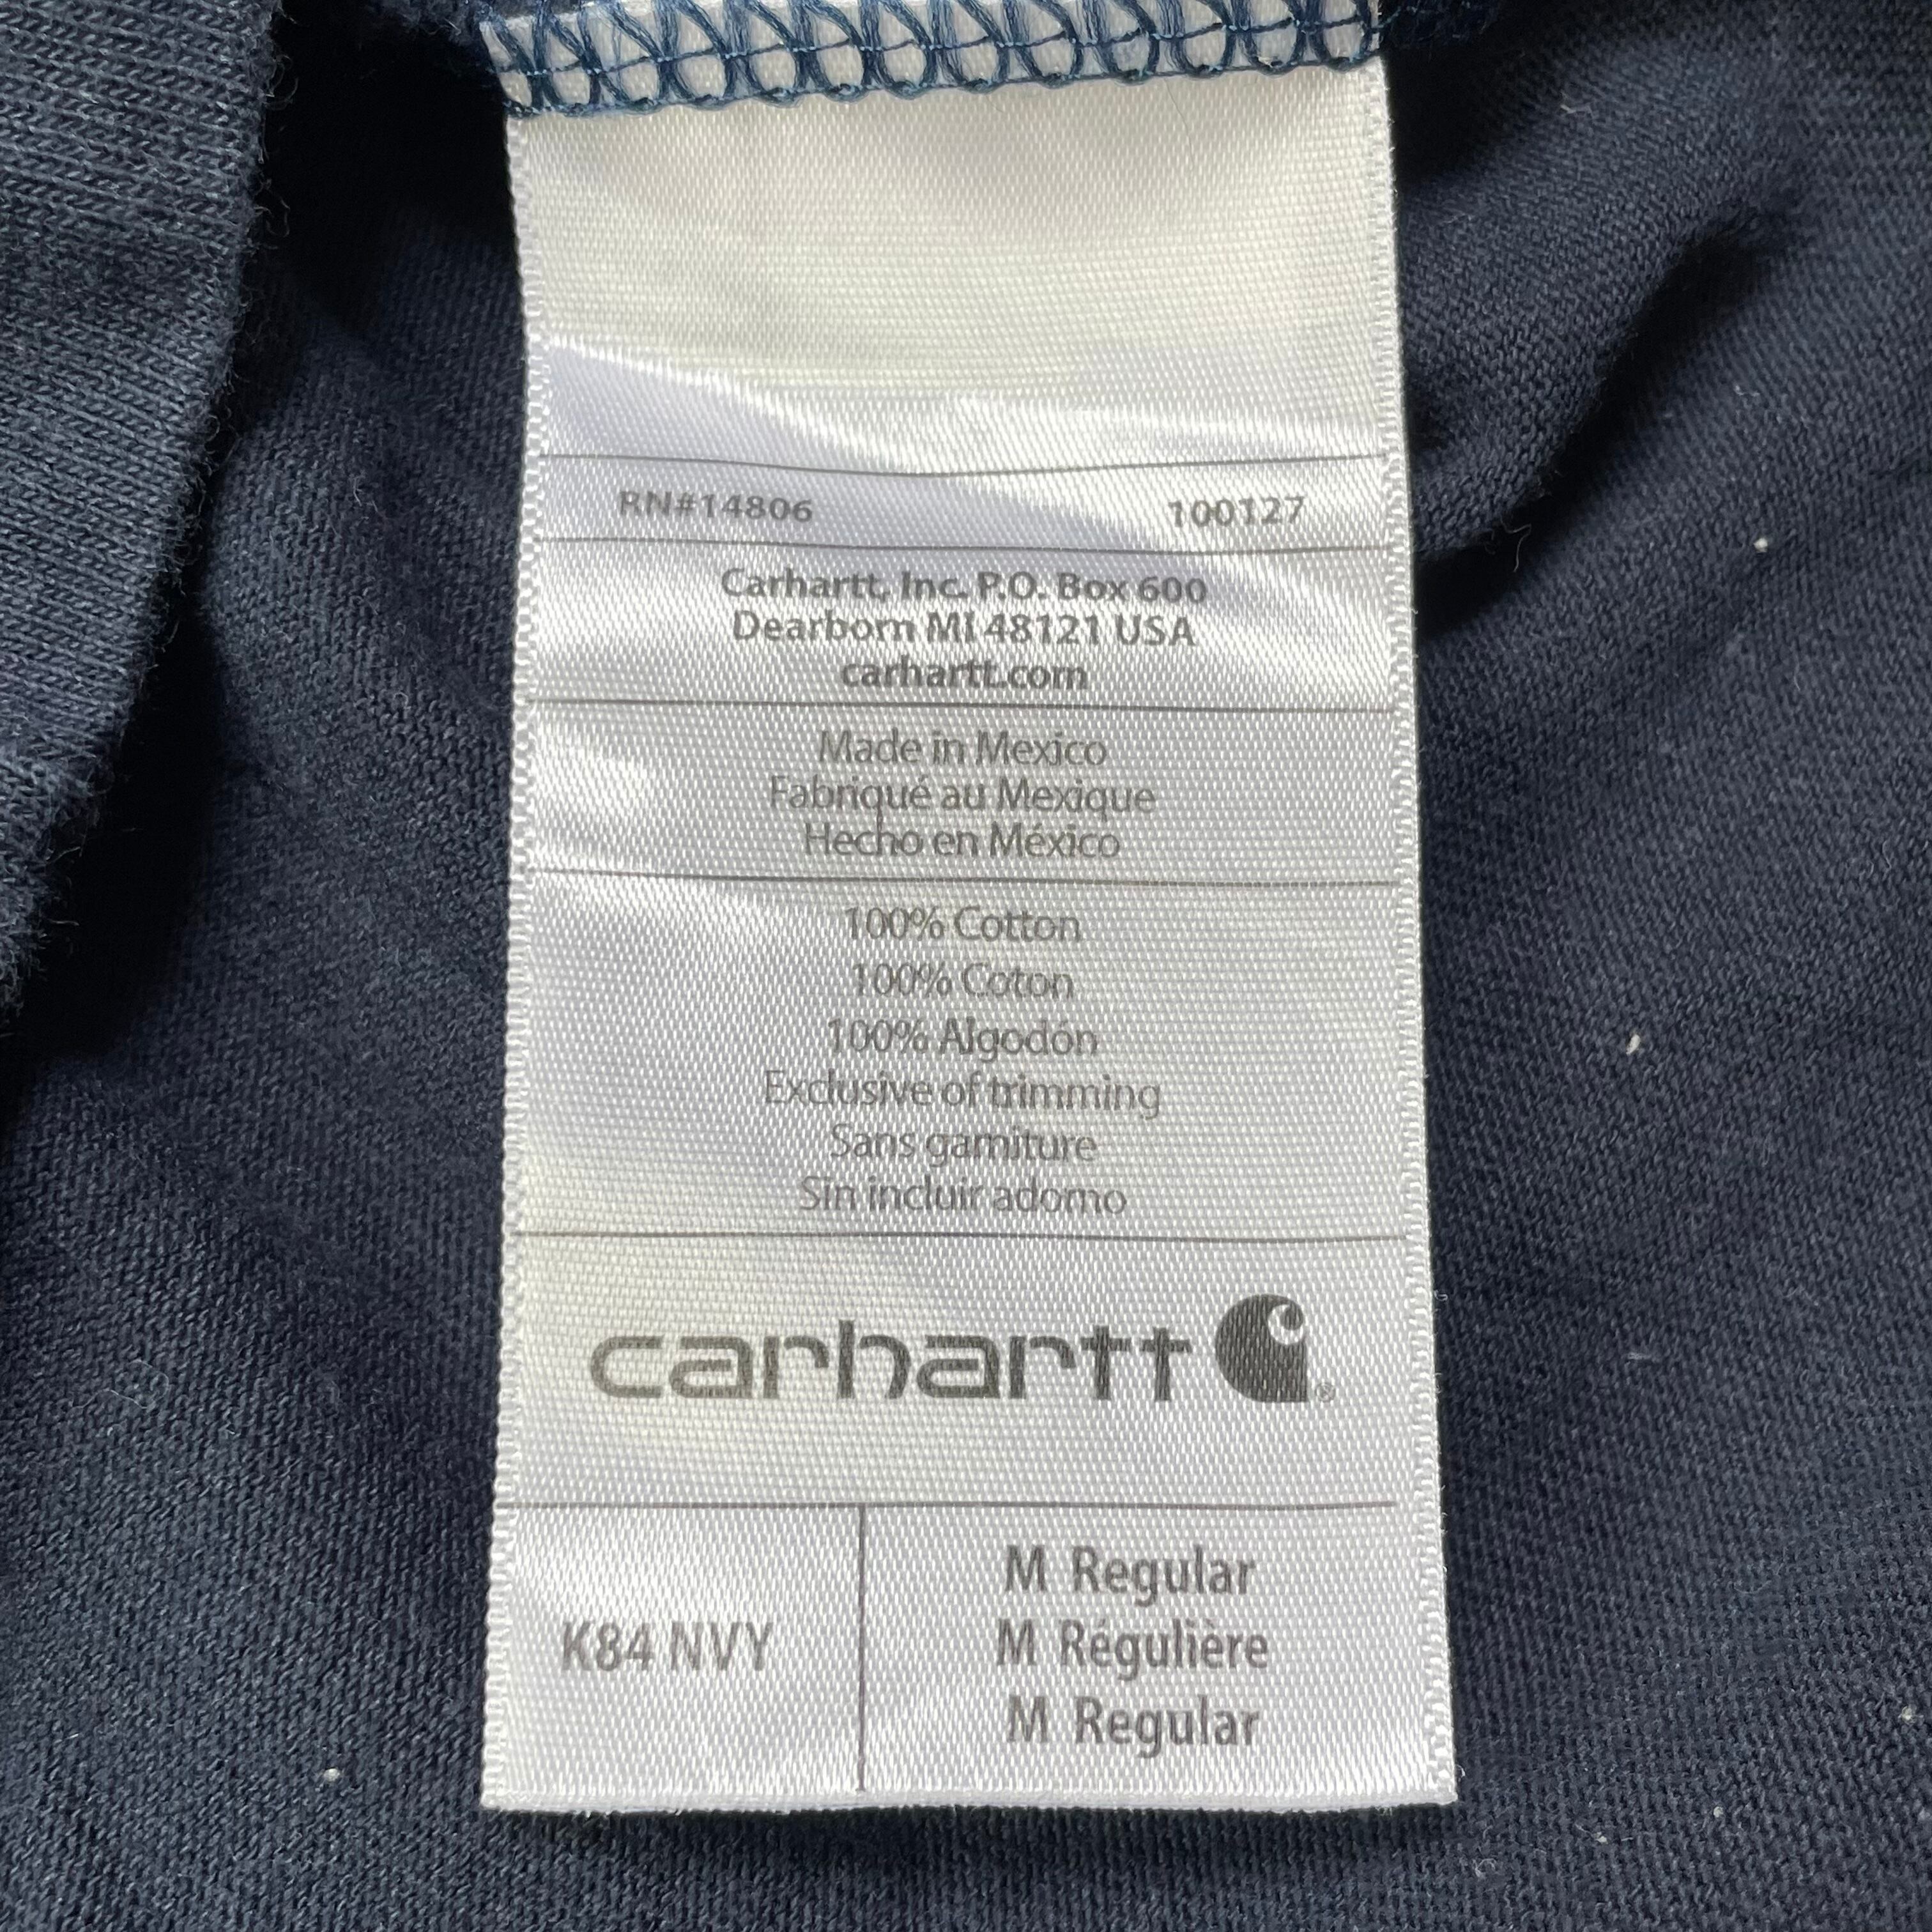 RN#14806 100127
Carhartt, Inc. P.O. Box 600
Dearborn MI 48121 USA
carhartt.com
Made in Mexico
Fabriqué au Mexique
Hecho en México
100% Cotton
100% Coton
100% Algodón
Exclusive of trimming
Sans garniture
Sin incluir adorno
carhartt ®
K84 NVY
M Regular
M Régulière
M Regular